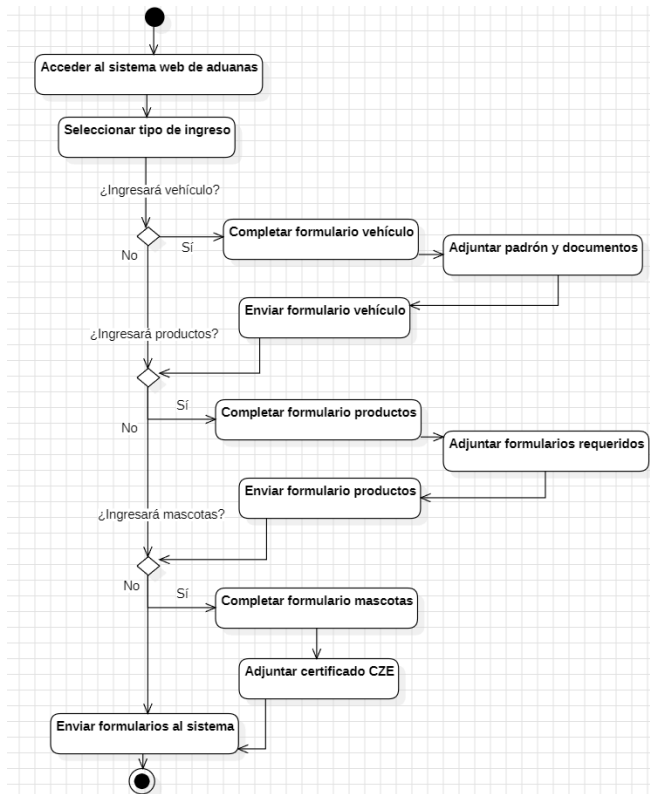 Acceder al sistema web de aduanas
Seleccionar tipo de ingreso
¿Ingresará vehículo?
No
Sí
Completar formulario vehículo
Adjuntar padrón y documentos
Enviar formulario vehículo
¿Ingresará productos?
No
Sí
Completar formulario productos
Adjuntar formularios requeridos
Enviar formulario productos
¿Ingresará mascotas?
No
Sí
Completar formulario mascotas
Adjuntar certificado CZE
Enviar formularios al sistema